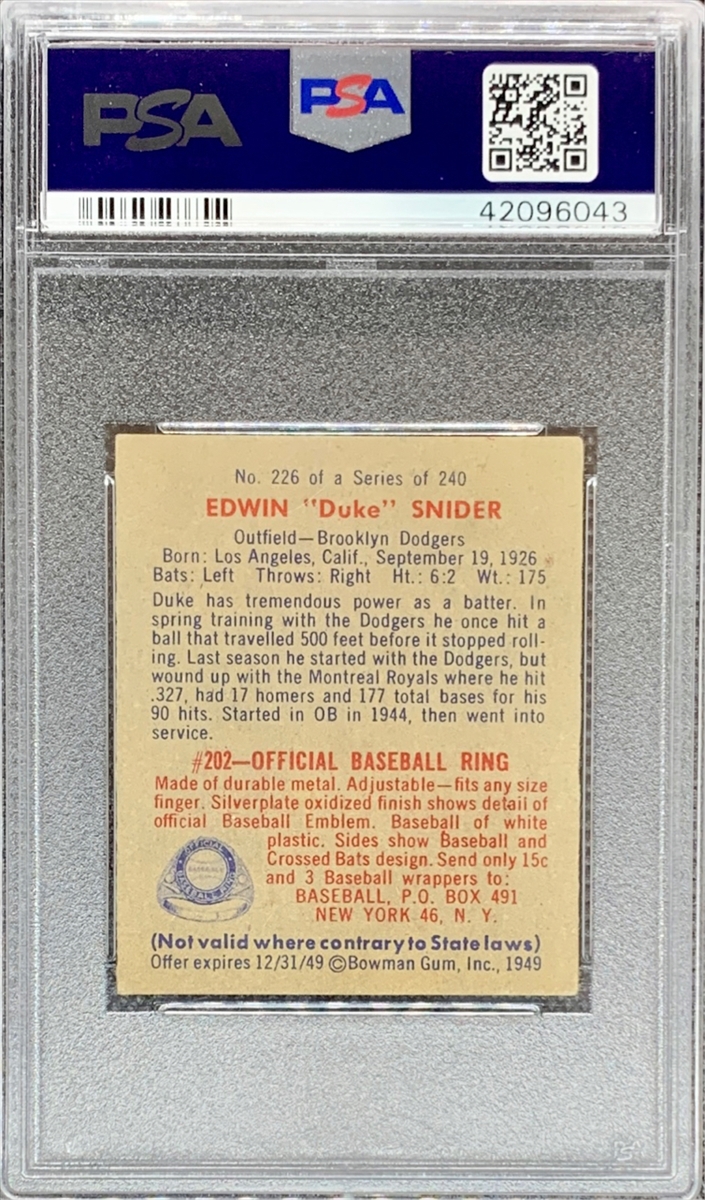 PSA
PSA
42096043
No. 226 of a Series of 240
EDWIN "Duke" SNIDER
Outfield—Brooklyn Dodgers
Born: Los Angeles, Calif., September 19, 1926
Bats: Left Throws: Right Ht.: 6:2 Wt.: 175
Duke has tremendous power as a batter. In
spring training with the Dodgers he once hit a
ball that travelled 500 feet before it stopped roll-
ing. Last season he started with the Dodgers, but
wound up with the Montreal Royals where he hit
.327, had 17 homers and 177 total bases for his
90 hits. Started in OB in 1944, then went into
service.
#202—OFFICIAL BASEBALL RING
Made of durable metal. Adjustable—fits any size
finger. Silverplate oxidized finish shows detail of
official Baseball Emblem. Baseball of white
plastic. Sides show Baseball and
Crossed Bats design. Send only 15c
and 3 Baseball wrappers to:
BASEBALL, P.O. BOX 491
NEW YORK 46, N. Y.
OFFICIAL
BASEBALL RING
(Not valid where contrary to State laws)
Offer expires 12/31/49 ©Bowman Gum, Inc., 1949